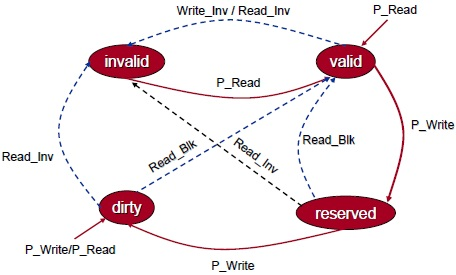 Write_Inv / Read_Inv
P_Read
invalid
valid
P_Read
P_Write
Read_Blk
Read_Inv
Read_Blk
Read_Inv
dirty
reserved
P_Write/P_Read
P_Write